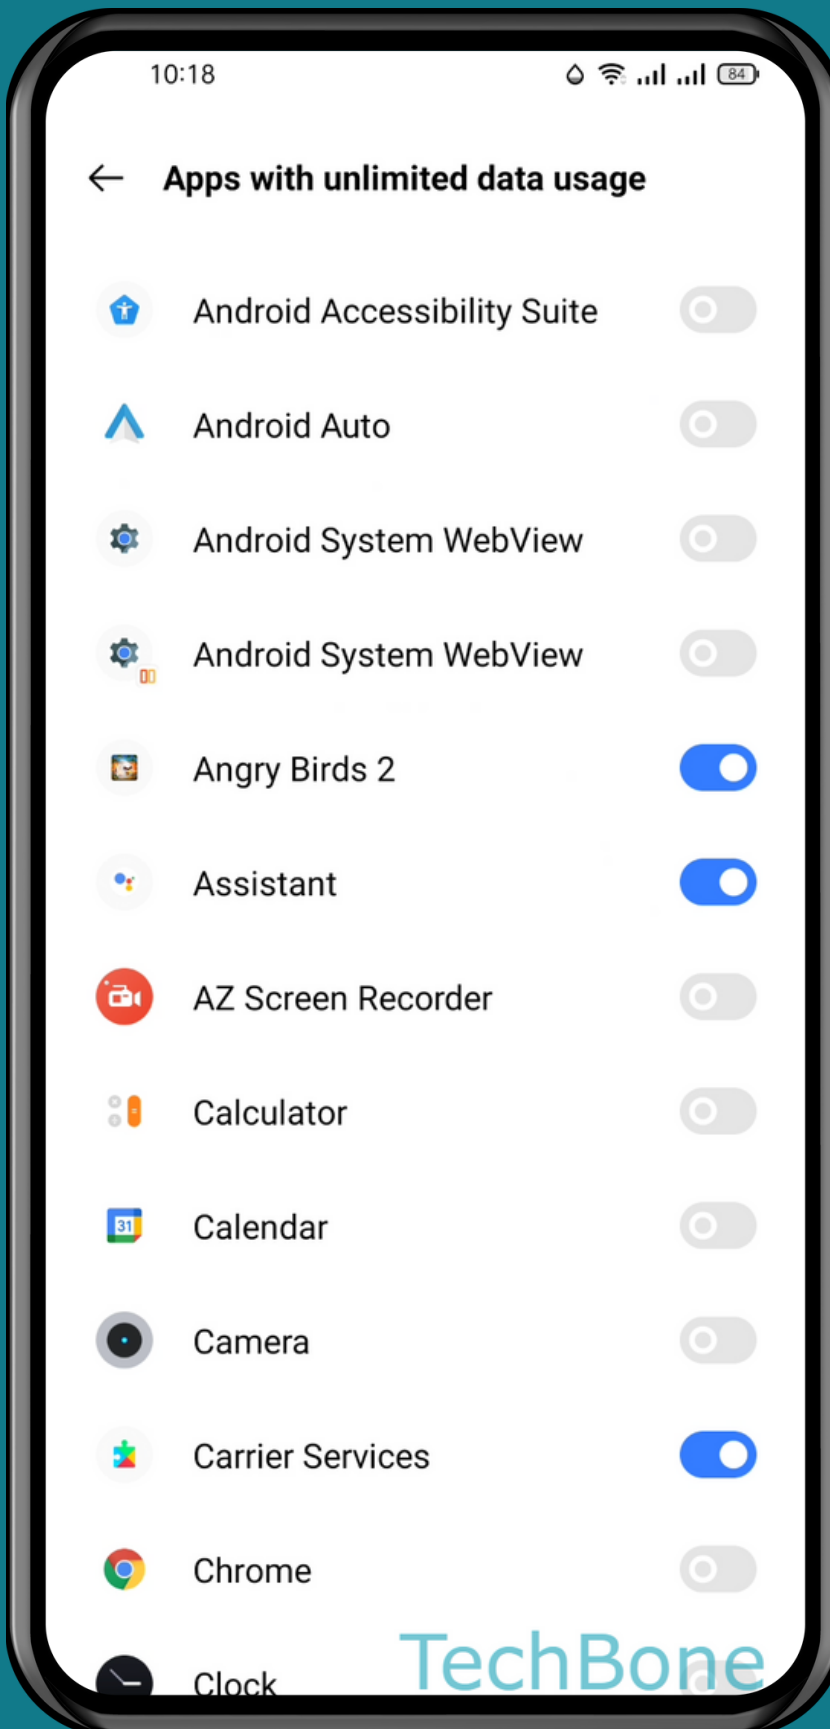 10:18 84
Apps with unlimited data usage
Android Accessibility Suite
Android Auto
Android System WebView
Android System WebView
Angry Birds 2
Assistant
AZ Screen Recorder
Calculator
31 Calendar
Camera
Carrier Services
Chrome
Clock
TechBone